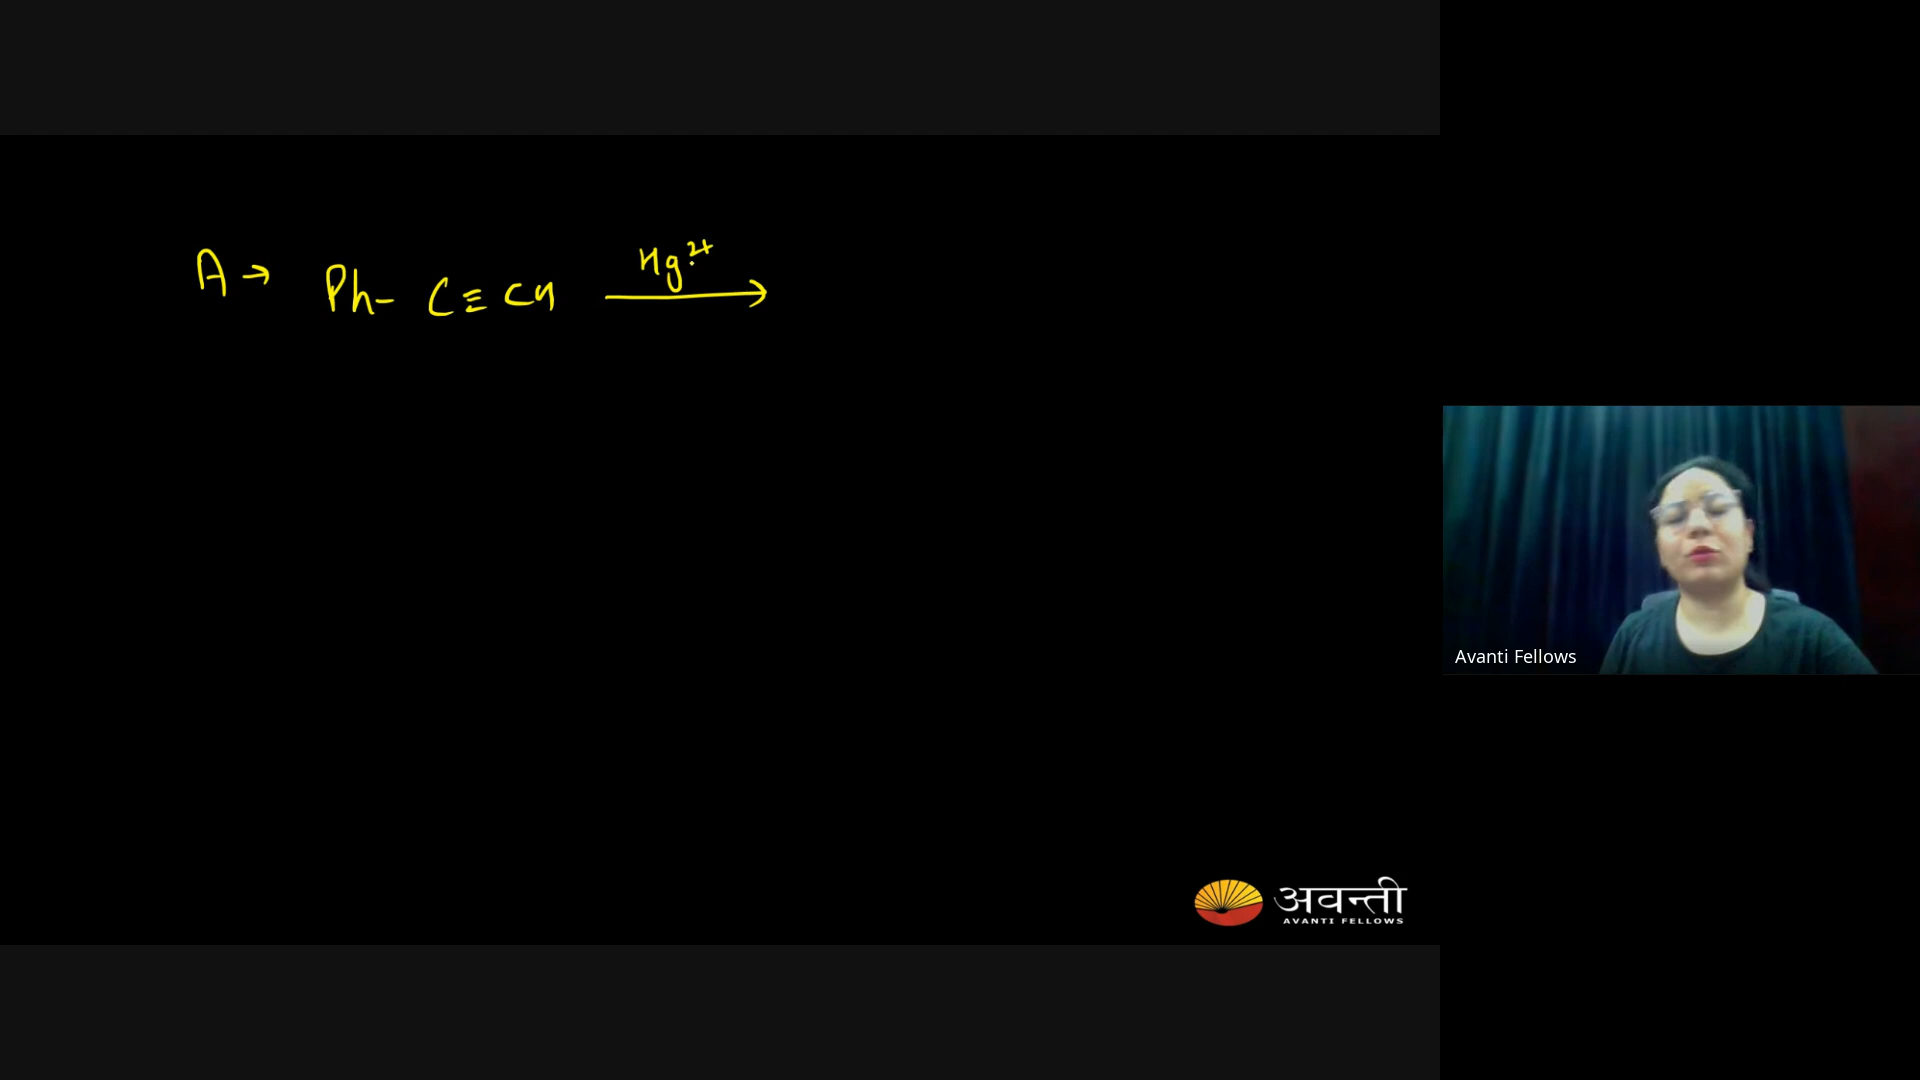 A → Ph- C≡CH Hg²⁺ →
Avanti Fellows
अवन्ती
AVANTI FELLOWS